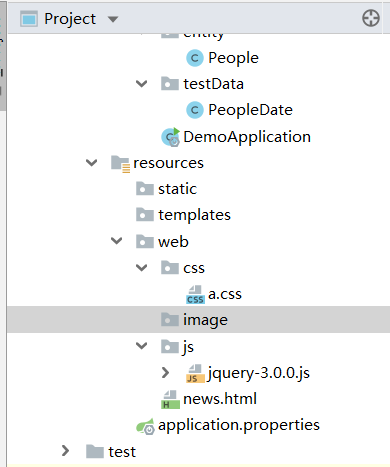 Project
entity
People
testData
PeopleDate
DemoApplication
resources
static
templates
web
css
a.css
image
js
jquery-3.0.0.js
news.html
application.properties
test